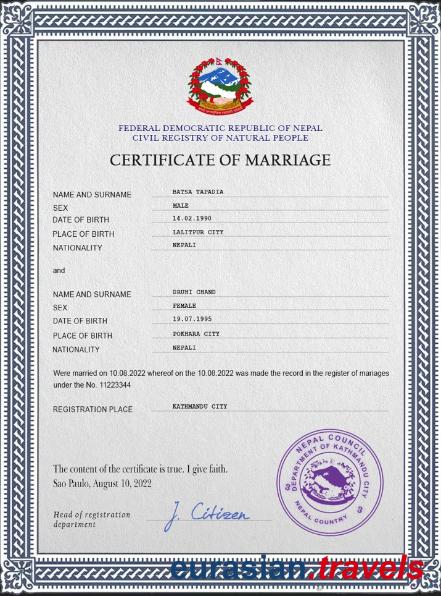 FEDERAL DEMOCRATIC REPUBLIC OF NEPAL
CIVIL REGISTRY OF NATURAL PEOPLE
CERTIFICATE OF MARRIAGE
NAME AND SURNAME HATSA TAPADIA
SEX MALE
DATE OF BIRTH 14.02.1990
PLACE OF BIRTH LALITPUR CITY
NATIONALITY NEPALI
and
NAME AND SURNAME DRUHI CHAND
SEX FEMALE
DATE OF BIRTH 19.07.1995
PLACE OF BIRTH POKHARA CITY
NATIONALITY NEPALI
Were married on 10.08.2022 whereof on the 10.08.2022 was made the record in the register of mariages
under the No. 11223344
REGISTRATION PLACE KATHMANDU CITY
The content of the certificate is true. I give faith.
Sao Paulo, August 10, 2022
Head of registration
department
J. Citizen
NEPAL COUNCIL
DEPARTMENT OF KATHMANDU CITY
NEPAL COUNTRY
eurasian.travels